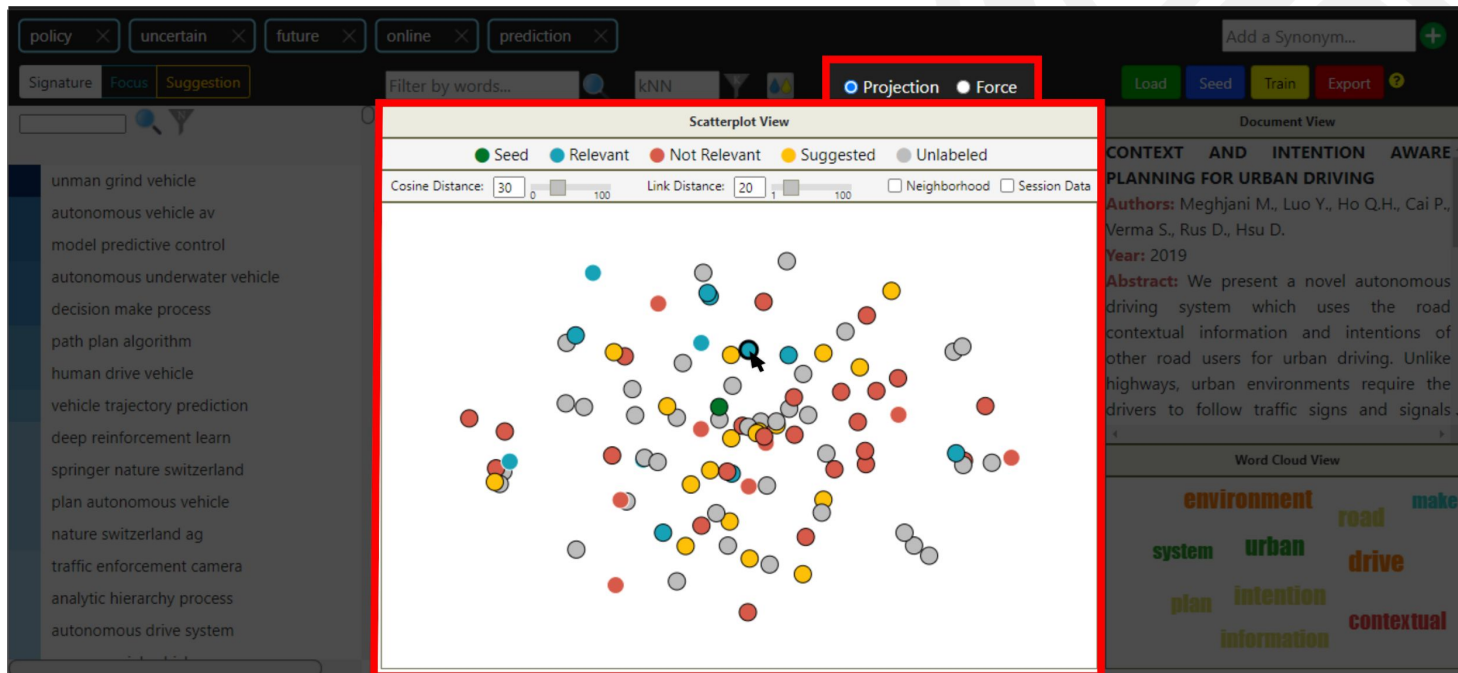 policy
uncertain
future
online
prediction
Add a Synonym...
Signature Focus Suggestion
Filter by words...
kNN
Projection Force
Load Seed Train Export ?
unman grind vehicle
autonomous vehicle av
model predictive control
autonomous underwater vehicle
decision make process
path plan algorithm
human drive vehicle
vehicle trajectory prediction
deep reinforcement learn
springer nature switzerland
plan autonomous vehicle
nature switzerland ag
traffic enforcement camera
analytic hierarchy process
autonomous drive system
Scatterplot View
Seed Relevant Not Relevant Suggested Unlabeled
Cosine Distance: 30 0 100 Link Distance: 20 1 100 Neighborhood Session Data
Document View
CONTEXT AND INTENTION AWARE
PLANNING FOR URBAN DRIVING
Authors: Meghjani M., Luo Y., Ho Q.H., Cai P.,
Verma S., Rus D., Hsu D.
Year: 2019
Abstract: We present a novel autonomous
driving system which uses the road
contextual information and intentions of
other road users for urban driving. Unlike
highways, urban environments require the
drivers to follow traffic signs and signals
Word Cloud View
environment
make
road
system
urban
drive
plan
intention
contextual
information